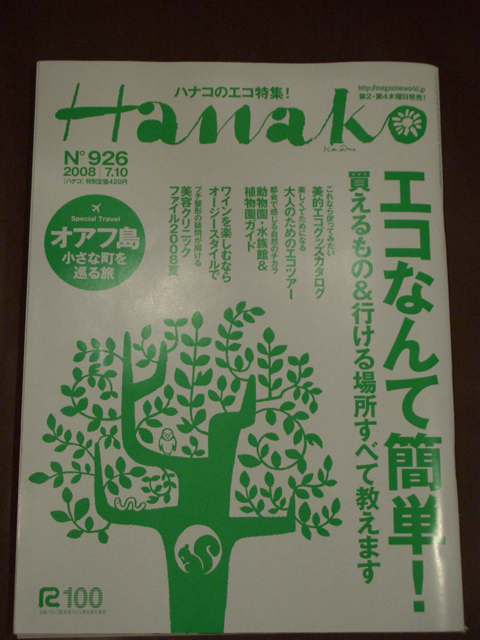 ハナコのエコ特集！
http://magazineworld.jp
第2・第4木曜日発売！
Hanako
Nº926
2008 | 7.10
[ハナコ] 特別定価420円
Special Travel
オアフ島
小さな町を
巡る旅
エコなんて簡単！
買えるもの&行ける場所すべて教えます
これなら使ってみたい
美的エコグッズカタログ
楽しくてためになる
大人のためのエコツアー
都会で感じる自然のチカラ
動物園・水族館&
植物園ガイド
ワインを楽しむなら
オージースタイルで
プチ整形の疑問が解ける
美容クリニック
ファイル2008夏
R100